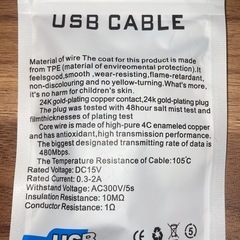 USB CABLE
Material of wire The coat for this product is made
from TPE (material of enviromental protection).It
feelsgood,smooth ,wear-resisting,flame-retardant,
non-discolouring and no yellow-turning.What's more,
it's no harm for children's skin.
24K gold-plating copper contact,24K gold-plating plug
The plug was tested with 48hour salt mist test and
filmthicknesses of plating test
Core wire is made of high-pure 4C enameled copper
and has antioxidant,high transmission performance.
The biggest designated transmitting rate of data is
480Mbps.
The Temperature Resistance of Cable:105℃
Rated Voltage: DC15V
Rated Current: 0.3-2A
Withstand Voltage:AC300V/5s
Insulation Resistance: 10MΩ
Conductor Resistance: 1Ω
CE
5
USB